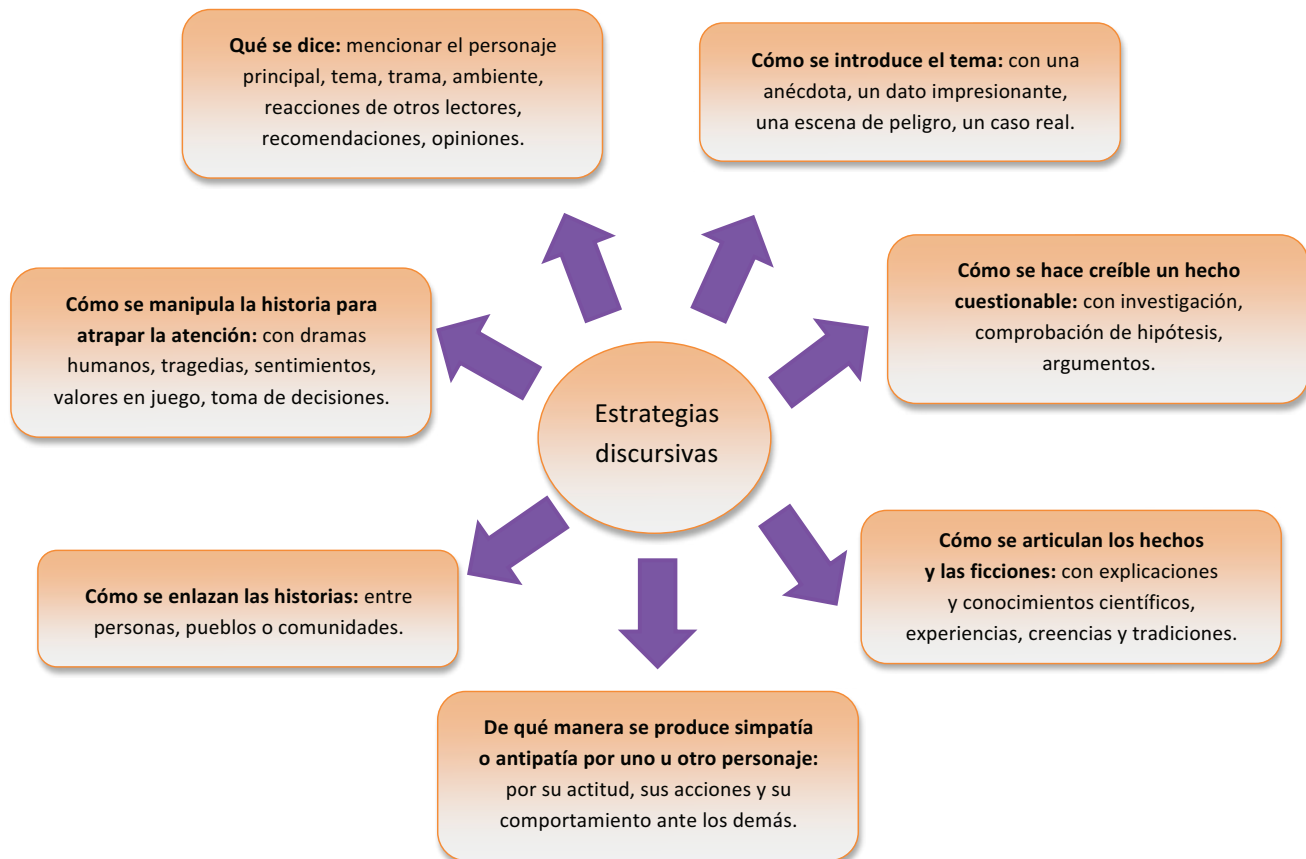 Qué se dice: mencionar el personaje
principal, tema, trama, ambiente,
reacciones de otros lectores,
recomendaciones, opiniones.
Cómo se introduce el tema: con una
anécdota, un dato impresionante,
una escena de peligro, un caso real.
Cómo se manipula la historia para
atrapar la atención: con dramas
humanos, tragedias, sentimientos,
valores en juego, toma de decisiones.
Cómo se hace creíble un hecho
cuestionable: con investigación,
comprobación de hipótesis,
argumentos.
Estrategias
discursivas
Cómo se enlazan las historias: entre
personas, pueblos o comunidades.
Cómo se articulan los hechos
y las ficciones: con explicaciones
y conocimientos científicos,
experiencias, creencias y tradiciones.
De qué manera se produce simpatía
o antipatía por uno u otro personaje:
por su actitud, sus acciones y su
comportamiento ante los demás.